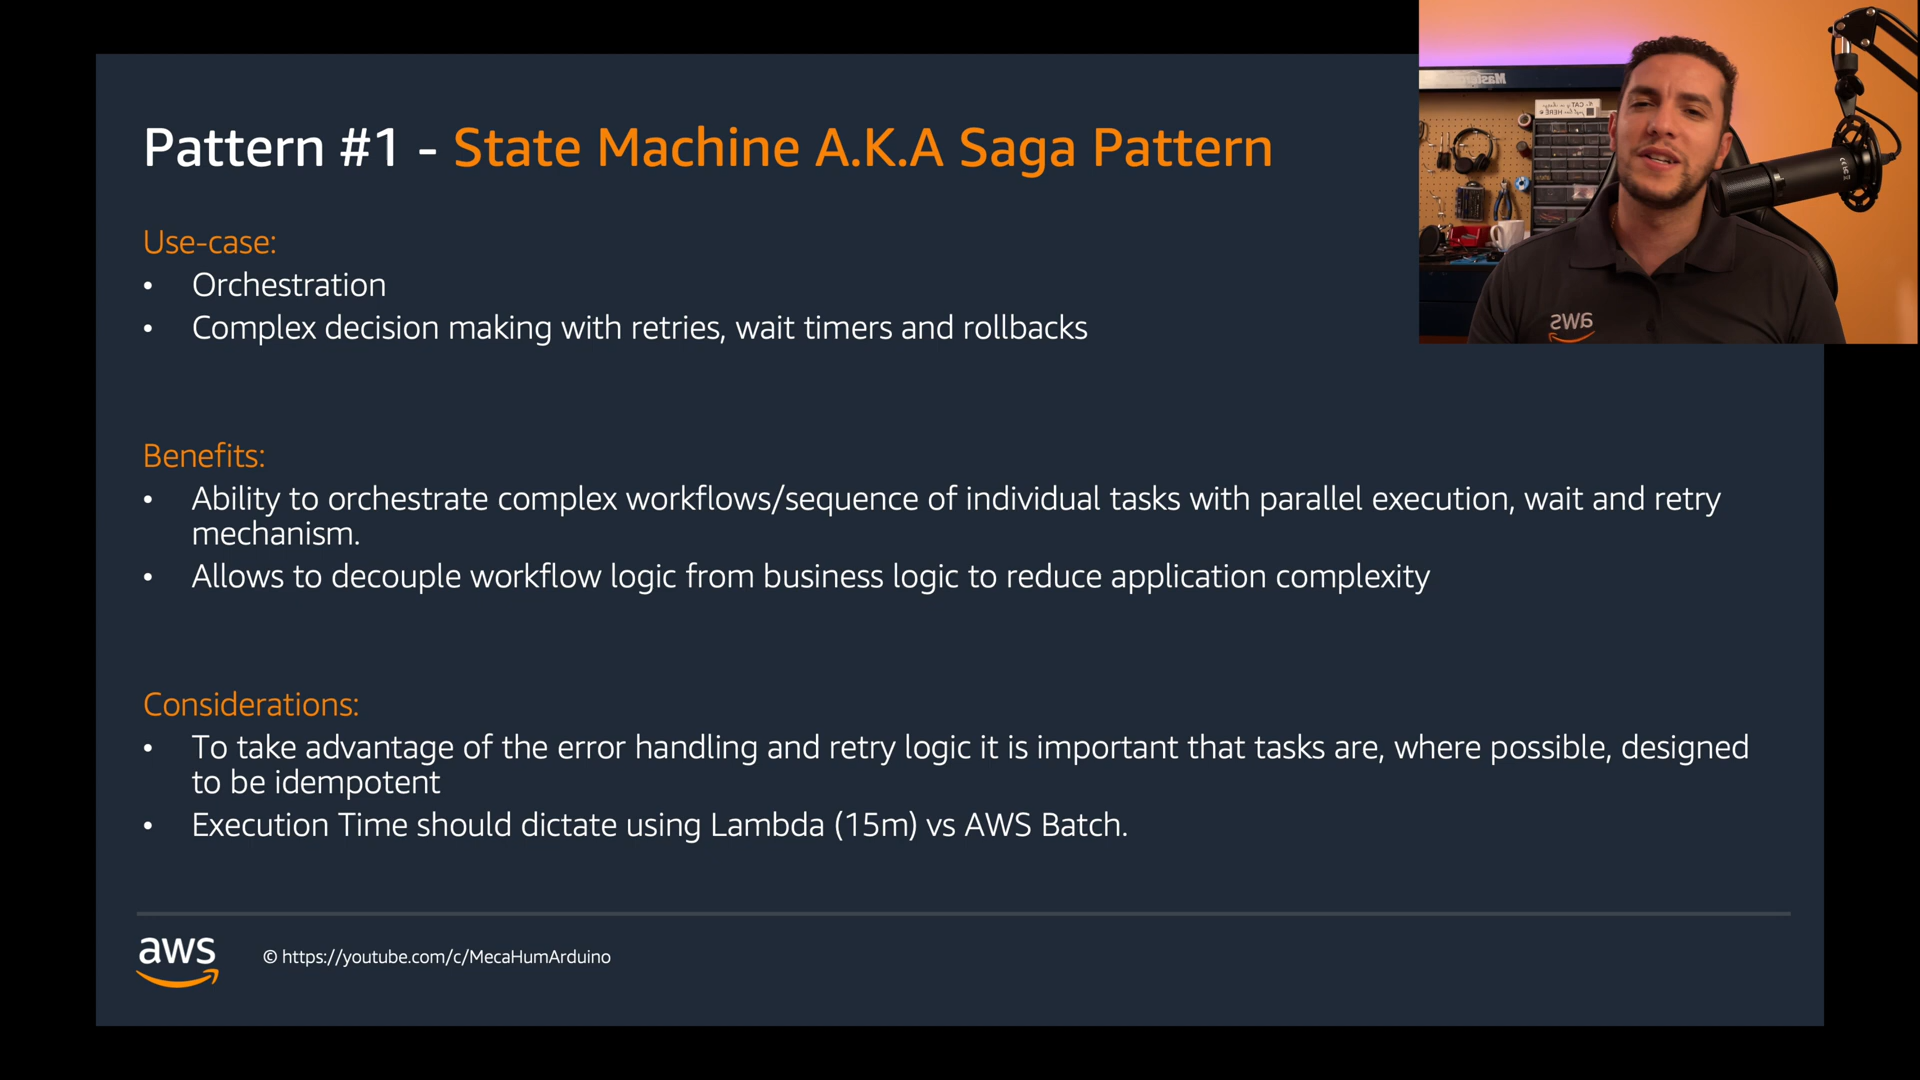 Pattern #1 - State Machine A.K.A Saga Pattern
Use-case:
• Orchestration
• Complex decision making with retries, wait timers and rollbacks
Benefits:
• Ability to orchestrate complex workflows/sequence of individual tasks with parallel execution, wait and retry
mechanism.
• Allows to decouple workflow logic from business logic to reduce application complexity
Considerations:
• To take advantage of the error handling and retry logic it is important that tasks are, where possible, designed
to be idempotent
• Execution Time should dictate using Lambda (15m) vs AWS Batch.
aws
© https://youtube.com/c/MecaHumArduino
aws